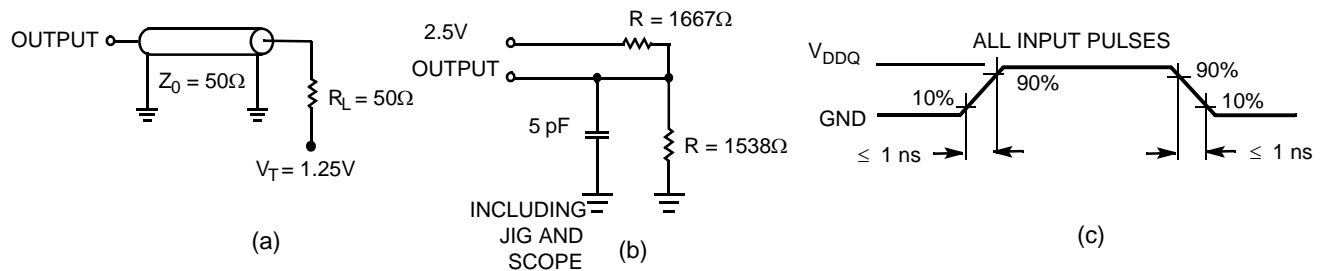 OUTPUT
Z0 = 50Ω
RL = 50Ω
VT = 1.25V
(a)
R = 1667Ω
2.5V
OUTPUT
5 pF
R = 1538Ω
INCLUDING
JIG AND
SCOPE
(b)
ALL INPUT PULSES
VDDQ
90%
90%
10%
10%
GND
≤ 1 ns
≤ 1 ns
(c)